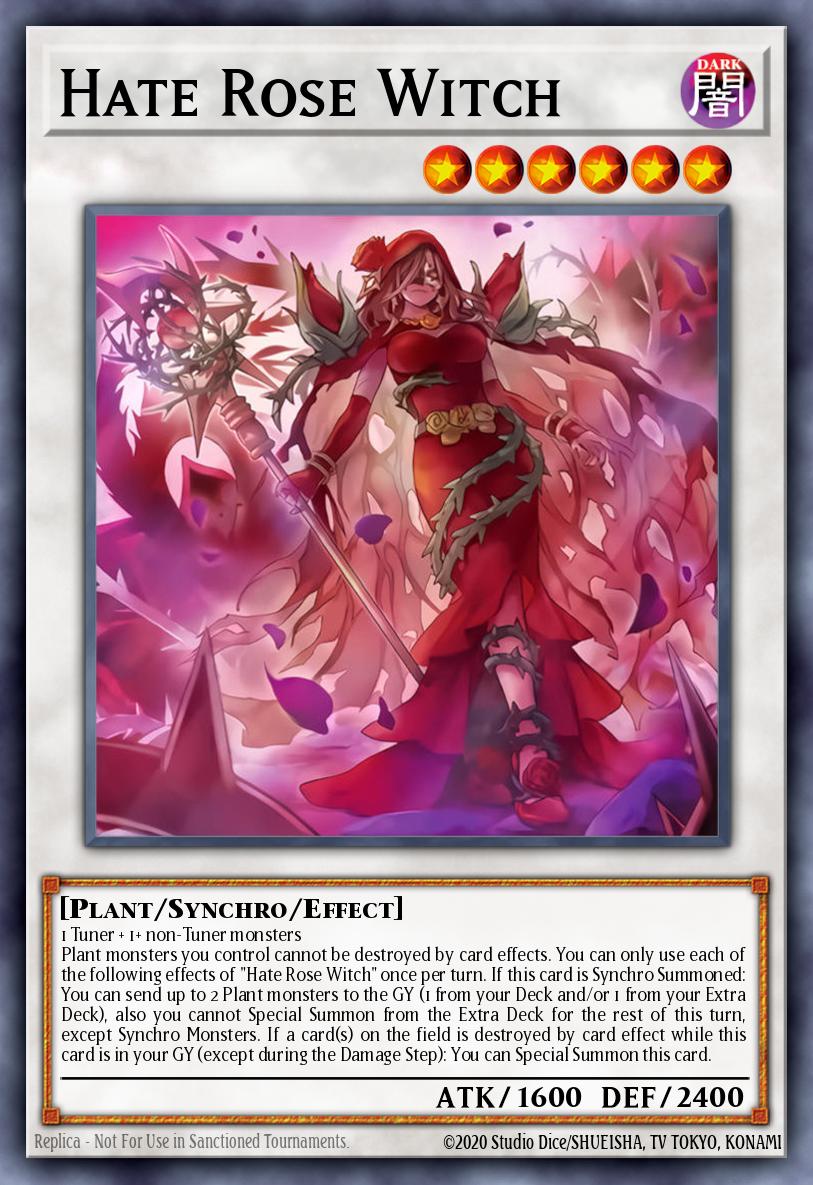 Hate Rose Witch
DARK
闇
[Plant/Synchro/Effect]
1 Tuner + 1+ non-Tuner monsters
Plant monsters you control cannot be destroyed by card effects. You can only use each of
the following effects of "Hate Rose Witch" once per turn. If this card is Synchro Summoned:
You can send up to 2 Plant monsters to the GY (1 from your Deck and/or 1 from your Extra
Deck), also you cannot Special Summon from the Extra Deck for the rest of this turn,
except Synchro Monsters. If a card(s) on the field is destroyed by card effect while this
card is in your GY (except during the Damage Step): You can Special Summon this card.
ATK/1600 DEF/2400
Replica - Not For Use in Sanctioned Tournaments. ©2020 Studio Dice/SHUEISHA, TV TOKYO, KONAMI